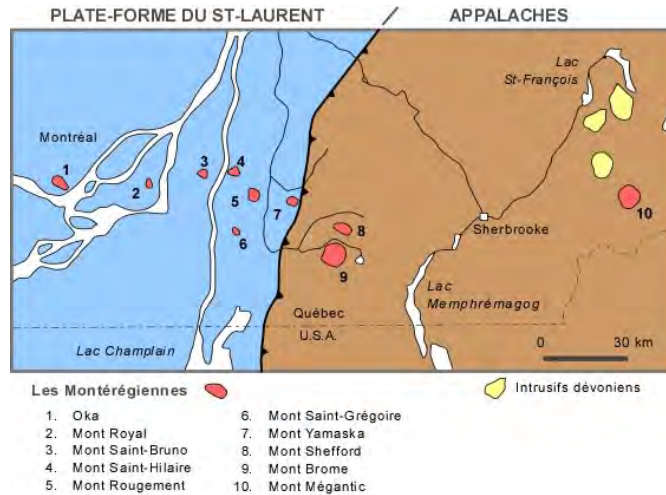 PLATE-FORME DU ST-LAURENT
APPALACHES
Lac
St-François
Montréal
1
2
3
4
5
6
7
8
9
10
Sherbrooke
Lac
Memphrémagog
Québec
U.S.A.
Lac Champlain
0 30 km
Les Montérégiennes
Intrusifs dévoniens
1. Oka
2. Mont Royal
3. Mont Saint-Bruno
4. Mont Saint-Hilaire
5. Mont Rougement
6. Mont Saint-Grégoire
7. Mont Yamaska
8. Mont Shefford
9. Mont Brome
10. Mont Mégantic